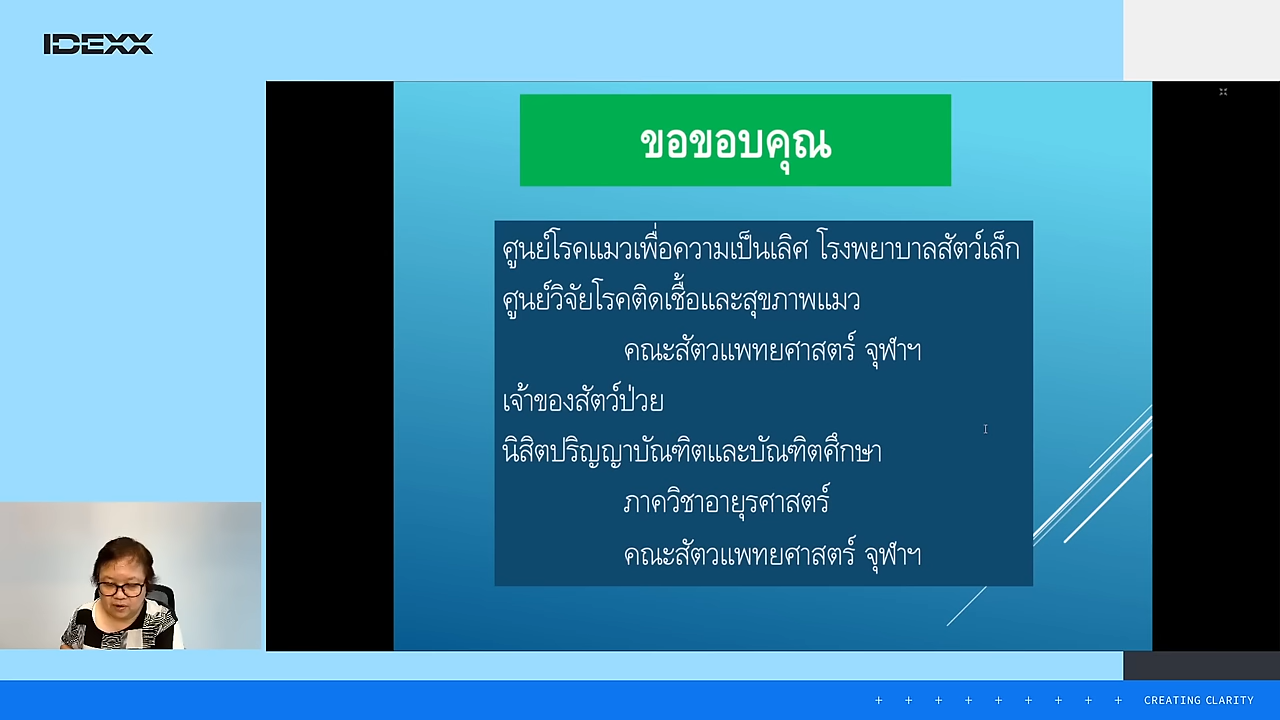 IDEXX
ขอขอบคุณ
ศูนย์โรคแมวเพื่อความเป็นเลิศ โรงพยาบาลสัตว์เล็ก
ศูนย์วิจัยโรคติดเชื้อและสุขภาพแมว
คณะสัตวแพทยศาสตร์ จุฬาฯ
เจ้าของสัตว์ป่วย
นิสิตปริญญาบัณฑิตและบัณฑิตศึกษา
ภาควิชาอายุรศาสตร์
คณะสัตวแพทยศาสตร์ จุฬาฯ
CREATING CLARITY